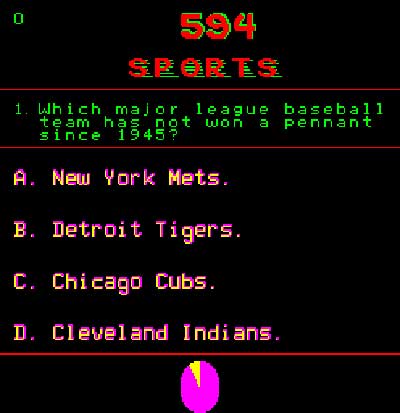 0
594
SPORTS
1. Which major league baseball
team has not won a pennant
since 1945?
A. New York Mets.
B. Detroit Tigers.
C. Chicago Cubs.
D. Cleveland Indians.